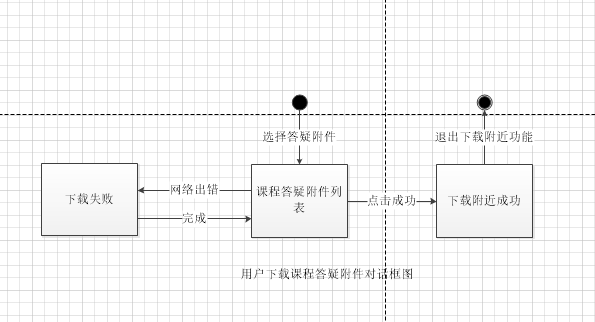 选择答疑附件
退出下载附近功能
下载失败
网络出错
完成
课程答疑附件列
表
点击成功
下载附近成功
用户下载课程答疑附件对话框图